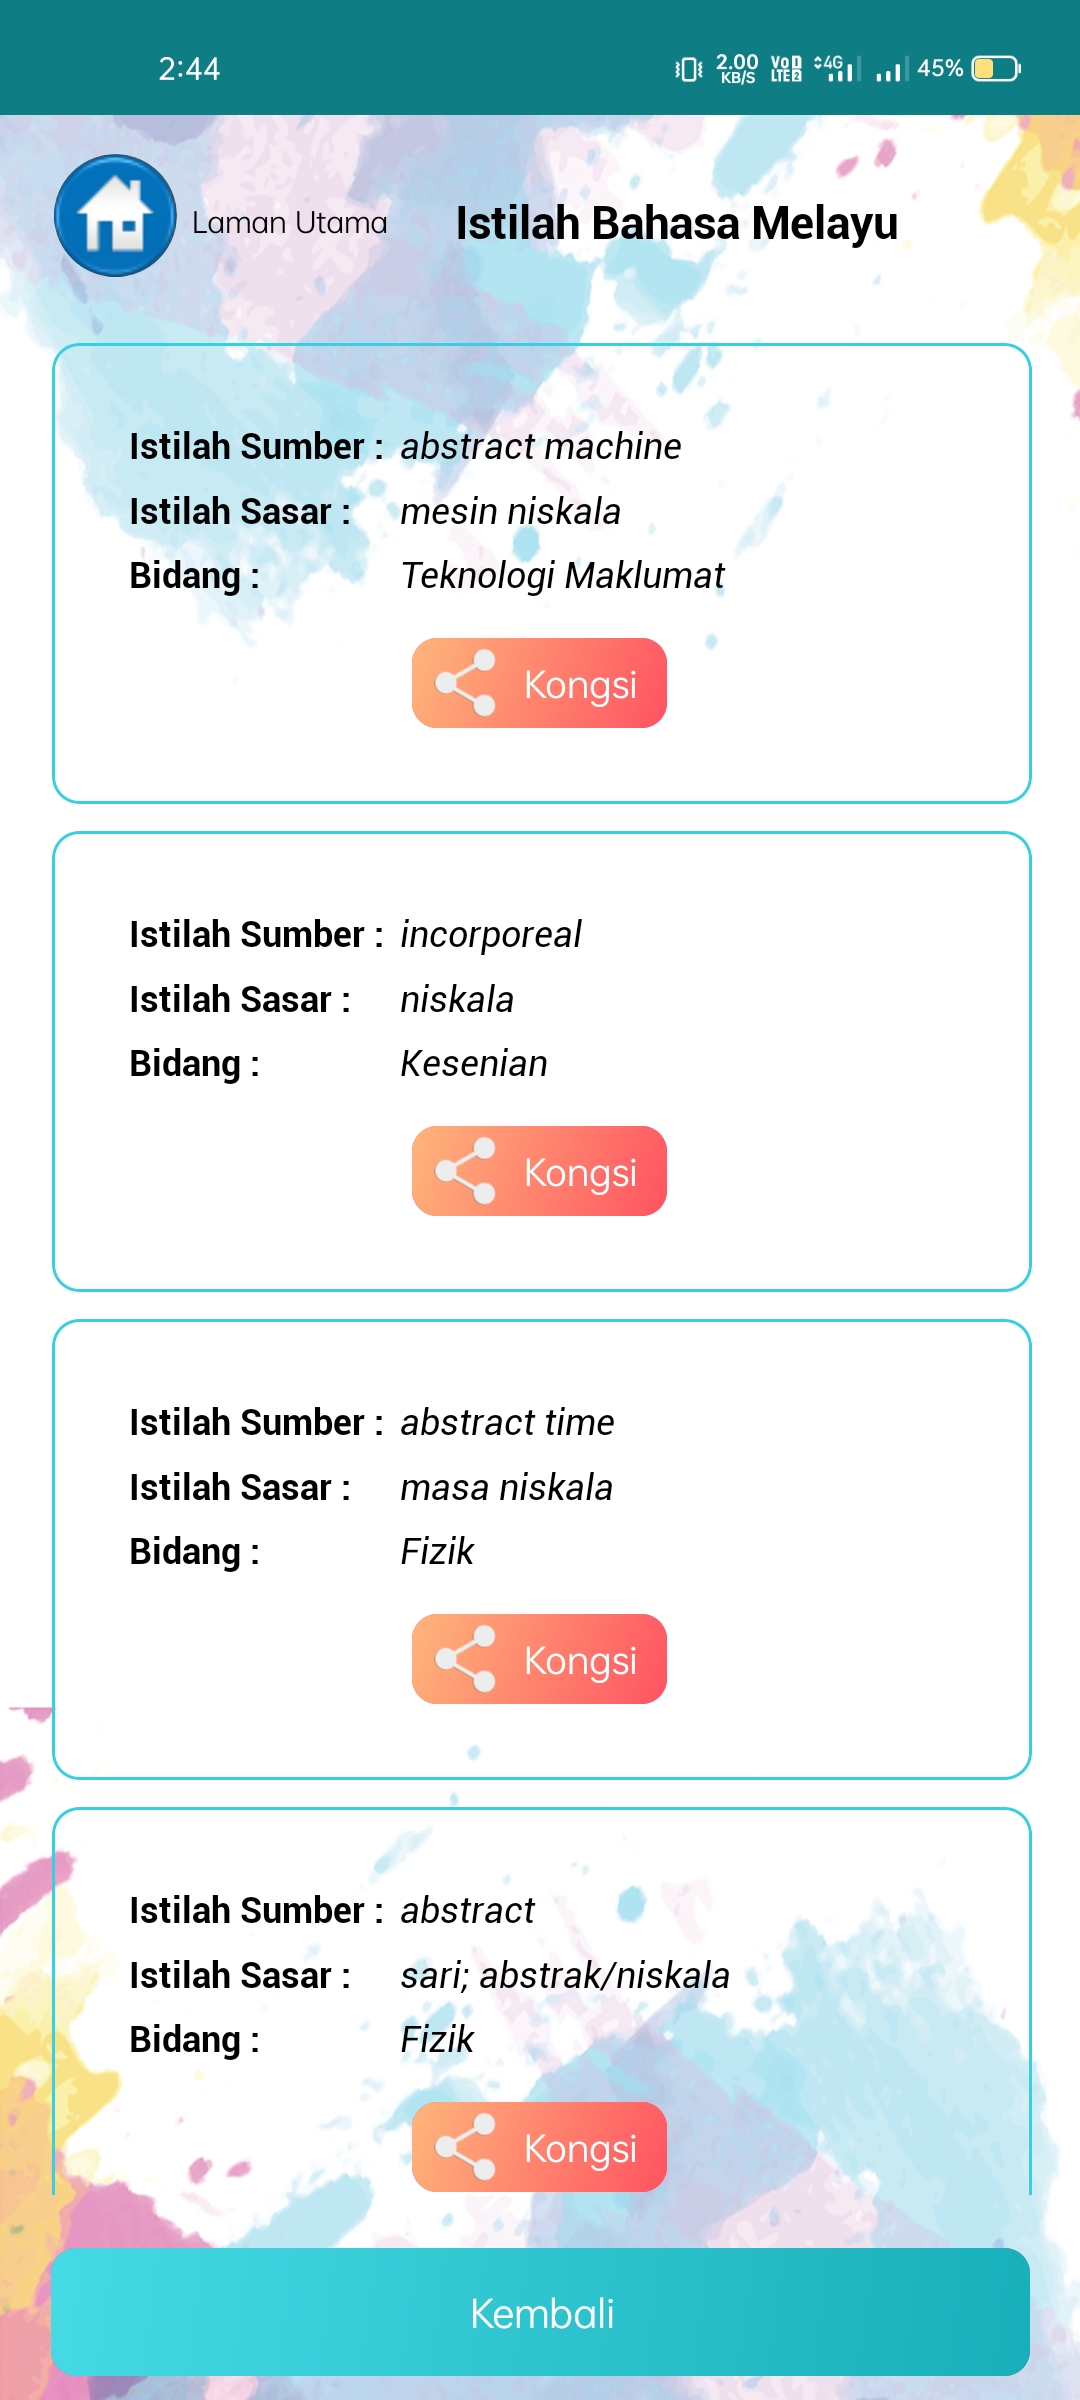 2:44
2.00 KB/S VoLTE 1 2 4G 45%
Laman Utama
Istilah Bahasa Melayu
Istilah Sumber : abstract machine
Istilah Sasar : mesin niskala
Bidang : Teknologi Maklumat
Kongsi
Istilah Sumber : incorporeal
Istilah Sasar : niskala
Bidang : Kesenian
Kongsi
Istilah Sumber : abstract time
Istilah Sasar : masa niskala
Bidang : Fizik
Kongsi
Istilah Sumber : abstract
Istilah Sasar : sari; abstrak/niskala
Bidang : Fizik
Kongsi
Kembali